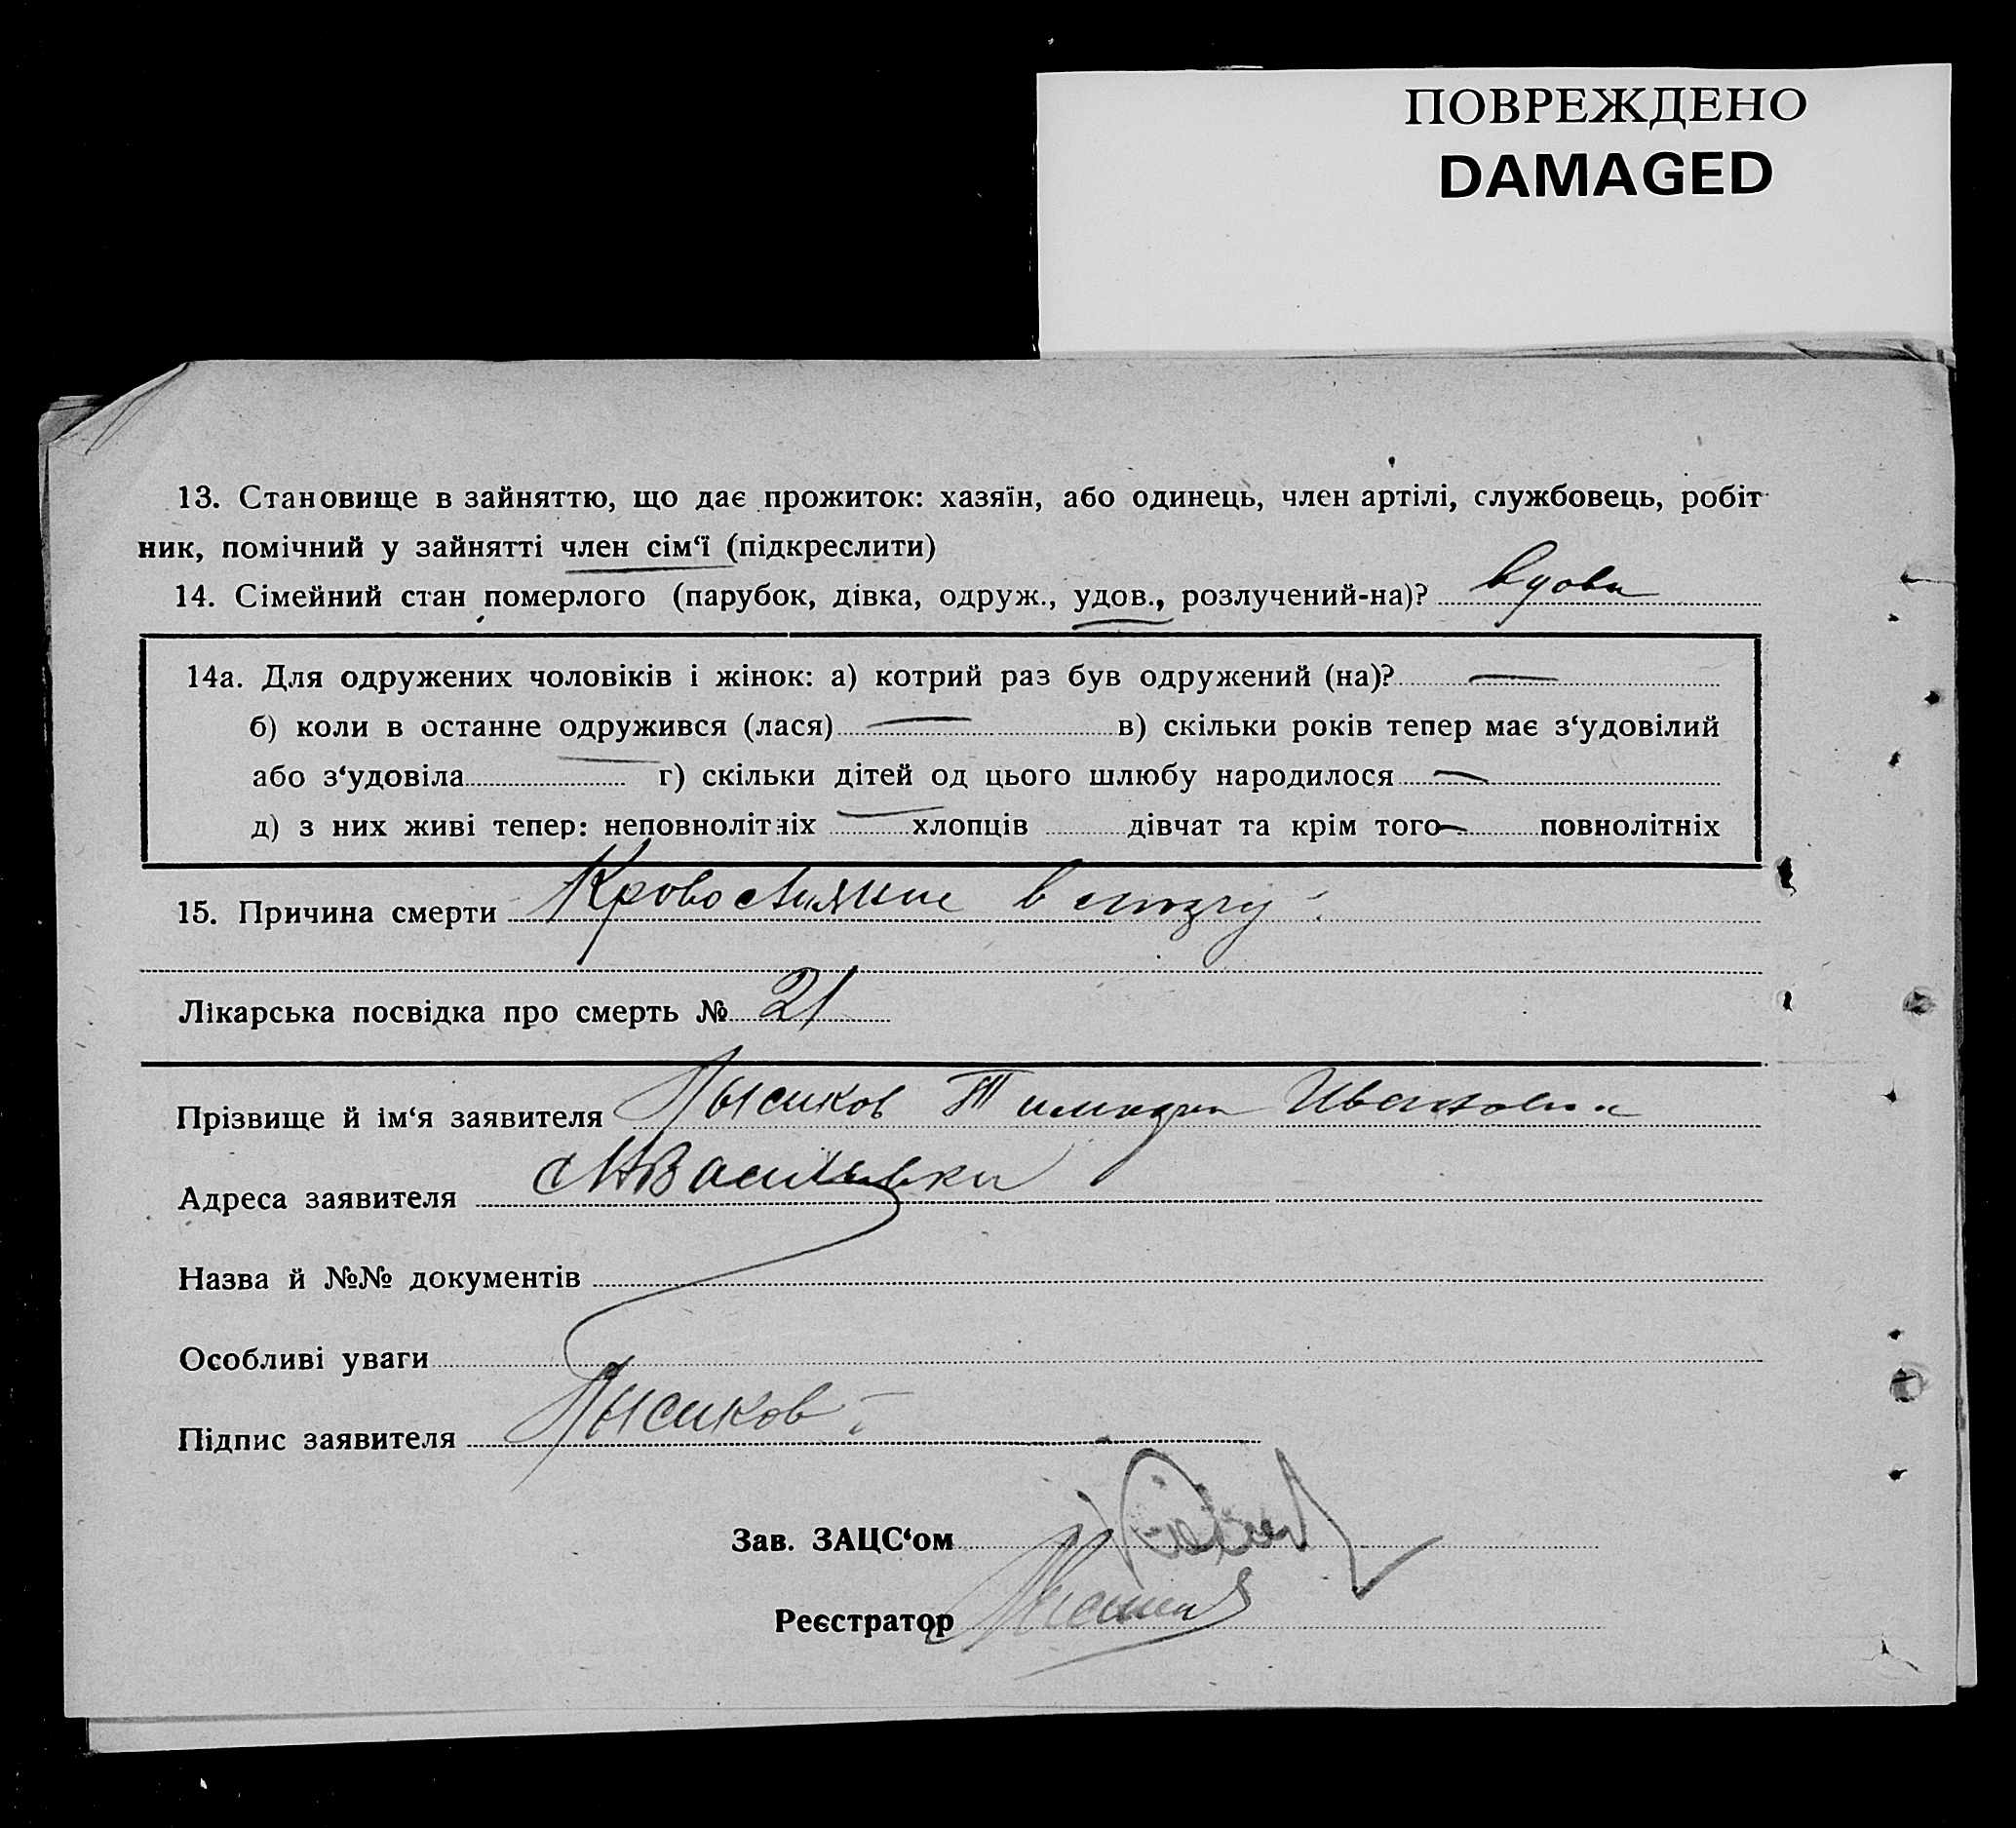 ПОВРЕЖДЕНО
DAMAGED
13. Становище в зайняттю, що дає прожиток: хазяїн, або одинець, член артілі, службовець, робіт
ник, помічний у зайнятті член сім‘ї (підкреслити)
14. Сімейний стан померлого (парубок, дівка, одруж., удов., розлучений-на)? вдова
14а. Для одружених чоловіків і жінок: а) котрий раз був одружений (на)? —
б) коли в останне одружився (лася) — в) скільки років тепер має з‘удовілий
або з‘удовіла — г) скільки дітей од цього шлюбу народилося —
д) з них живі тепер: неповнолітніх — хлопців дівчат та крім того — повнолітніх
15. Причина смерти Кровоизлияние в мозгу
Лікарська посвідка про смерть № 21
Прізвище й ім‘я заявителя Лысиков Иванович
Адреса заявителя Васильевка
Назва й №№ документів
Особливі уваги
Підпис заявителя Лысиков
Зав. ЗАЦС‘ом
Реєстратор